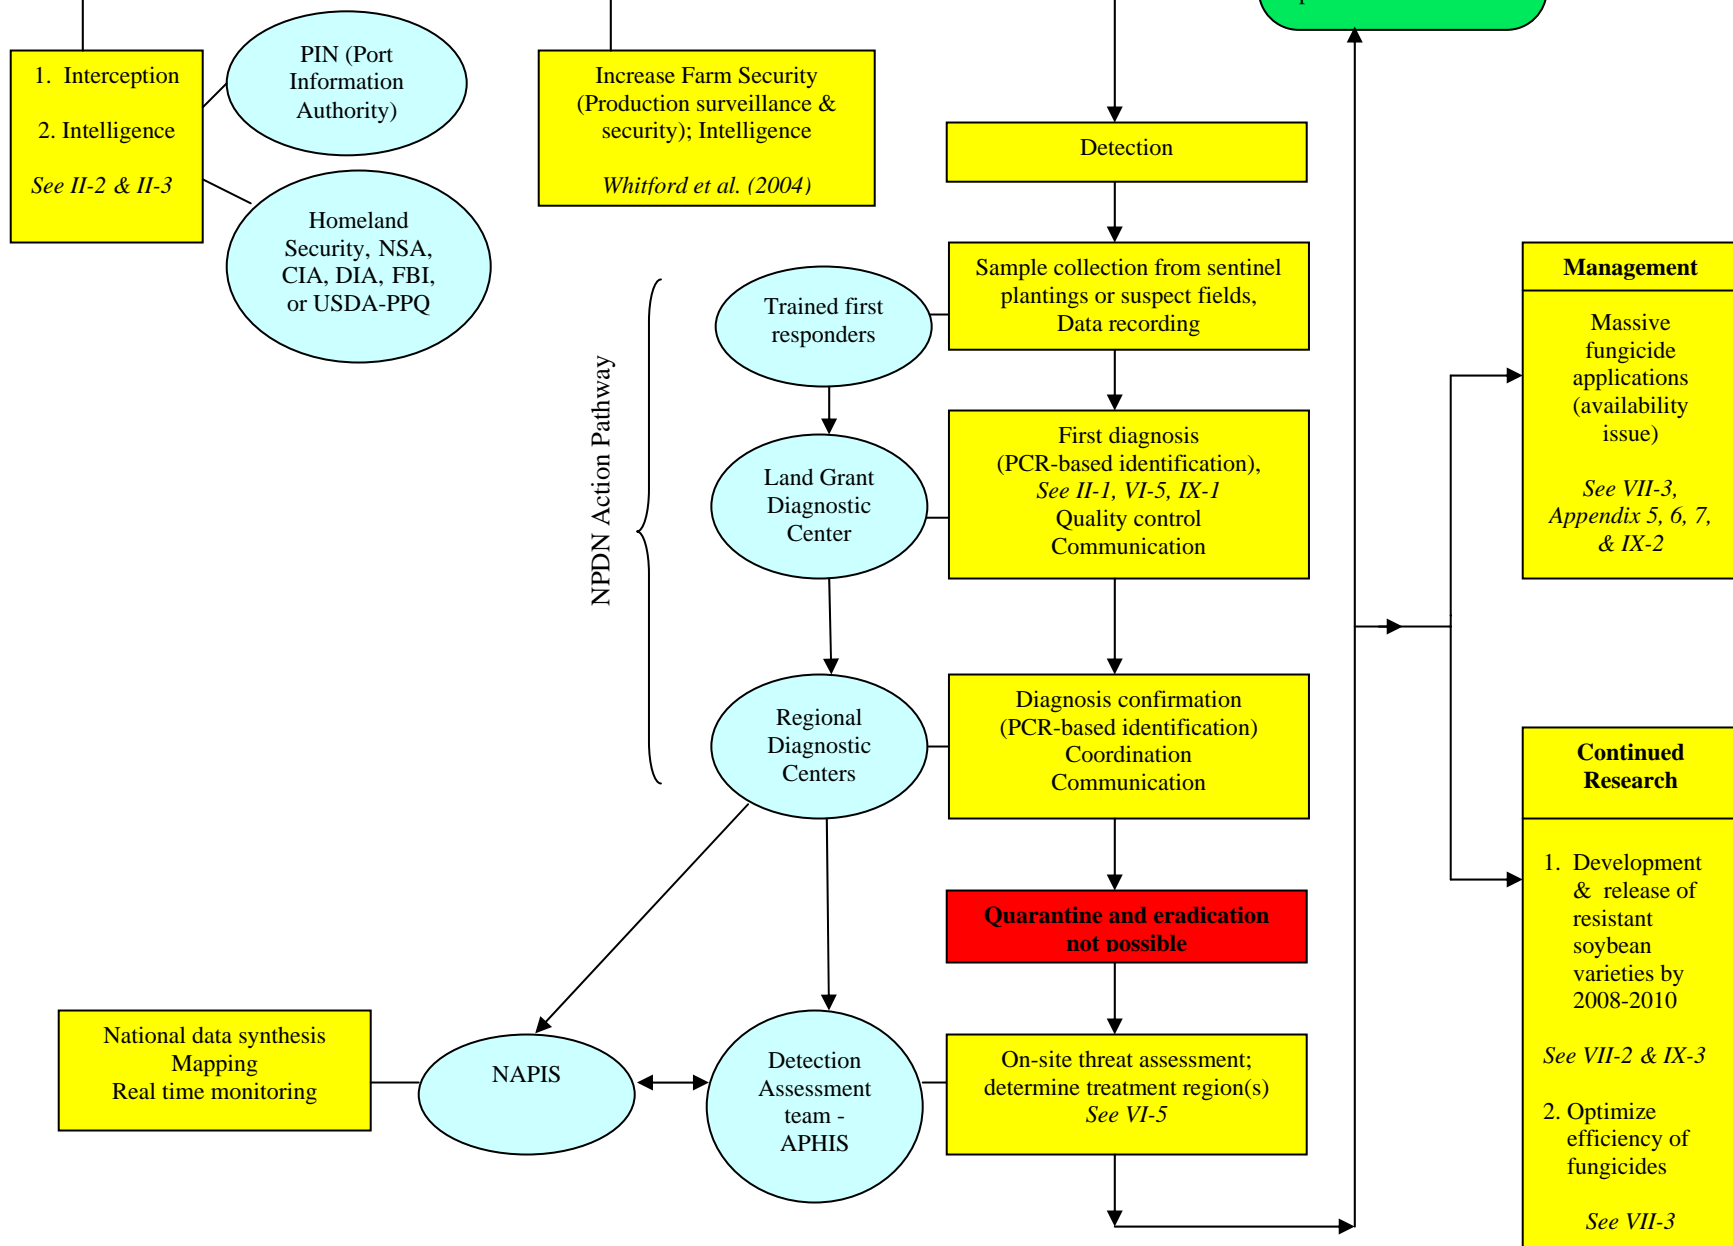 1. Interception
2. Intelligence
See II-2 & II-3
PIN (Port
Information
Authority)
Homeland
Security, NSA,
CIA, DIA, FBI,
or USDA-PPQ
Increase Farm Security
(Production surveillance &
security); Intelligence
Whitford et al. (2004)
Detection
Sample collection from sentinel
plantings or suspect fields,
Data recording
Trained first
responders
NPDN Action Pathway
Land Grant
Diagnostic
Center
First diagnosis
(PCR-based identification),
See II-1, VI-5, IX-1
Quality control
Communication
Regional
Diagnostic
Centers
Diagnosis confirmation
(PCR-based identification)
Coordination
Communication
Quarantine and eradication
not possible
National data synthesis
Mapping
Real time monitoring
NAPIS
Detection
Assessment
team -
APHIS
On-site threat assessment;
determine treatment region(s)
See VI-5
Management
Massive
fungicide
applications
(availability
issue)
See VII-3,
Appendix 5, 6, 7,
& IX-2
Continued
Research
1. Development
& release of
resistant
soybean
varieties by
2008-2010
See VII-2 & IX-3
2. Optimize
efficiency of
fungicides
See VII-3